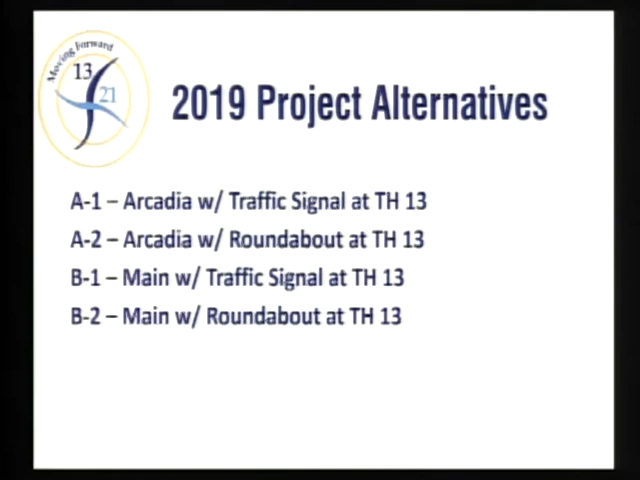 Moving Forward
13
21
2019 Project Alternatives
A-1 – Arcadia w/ Traffic Signal at TH 13
A-2 – Arcadia w/ Roundabout at TH 13
B-1 – Main w/ Traffic Signal at TH 13
B-2 – Main w/ Roundabout at TH 13